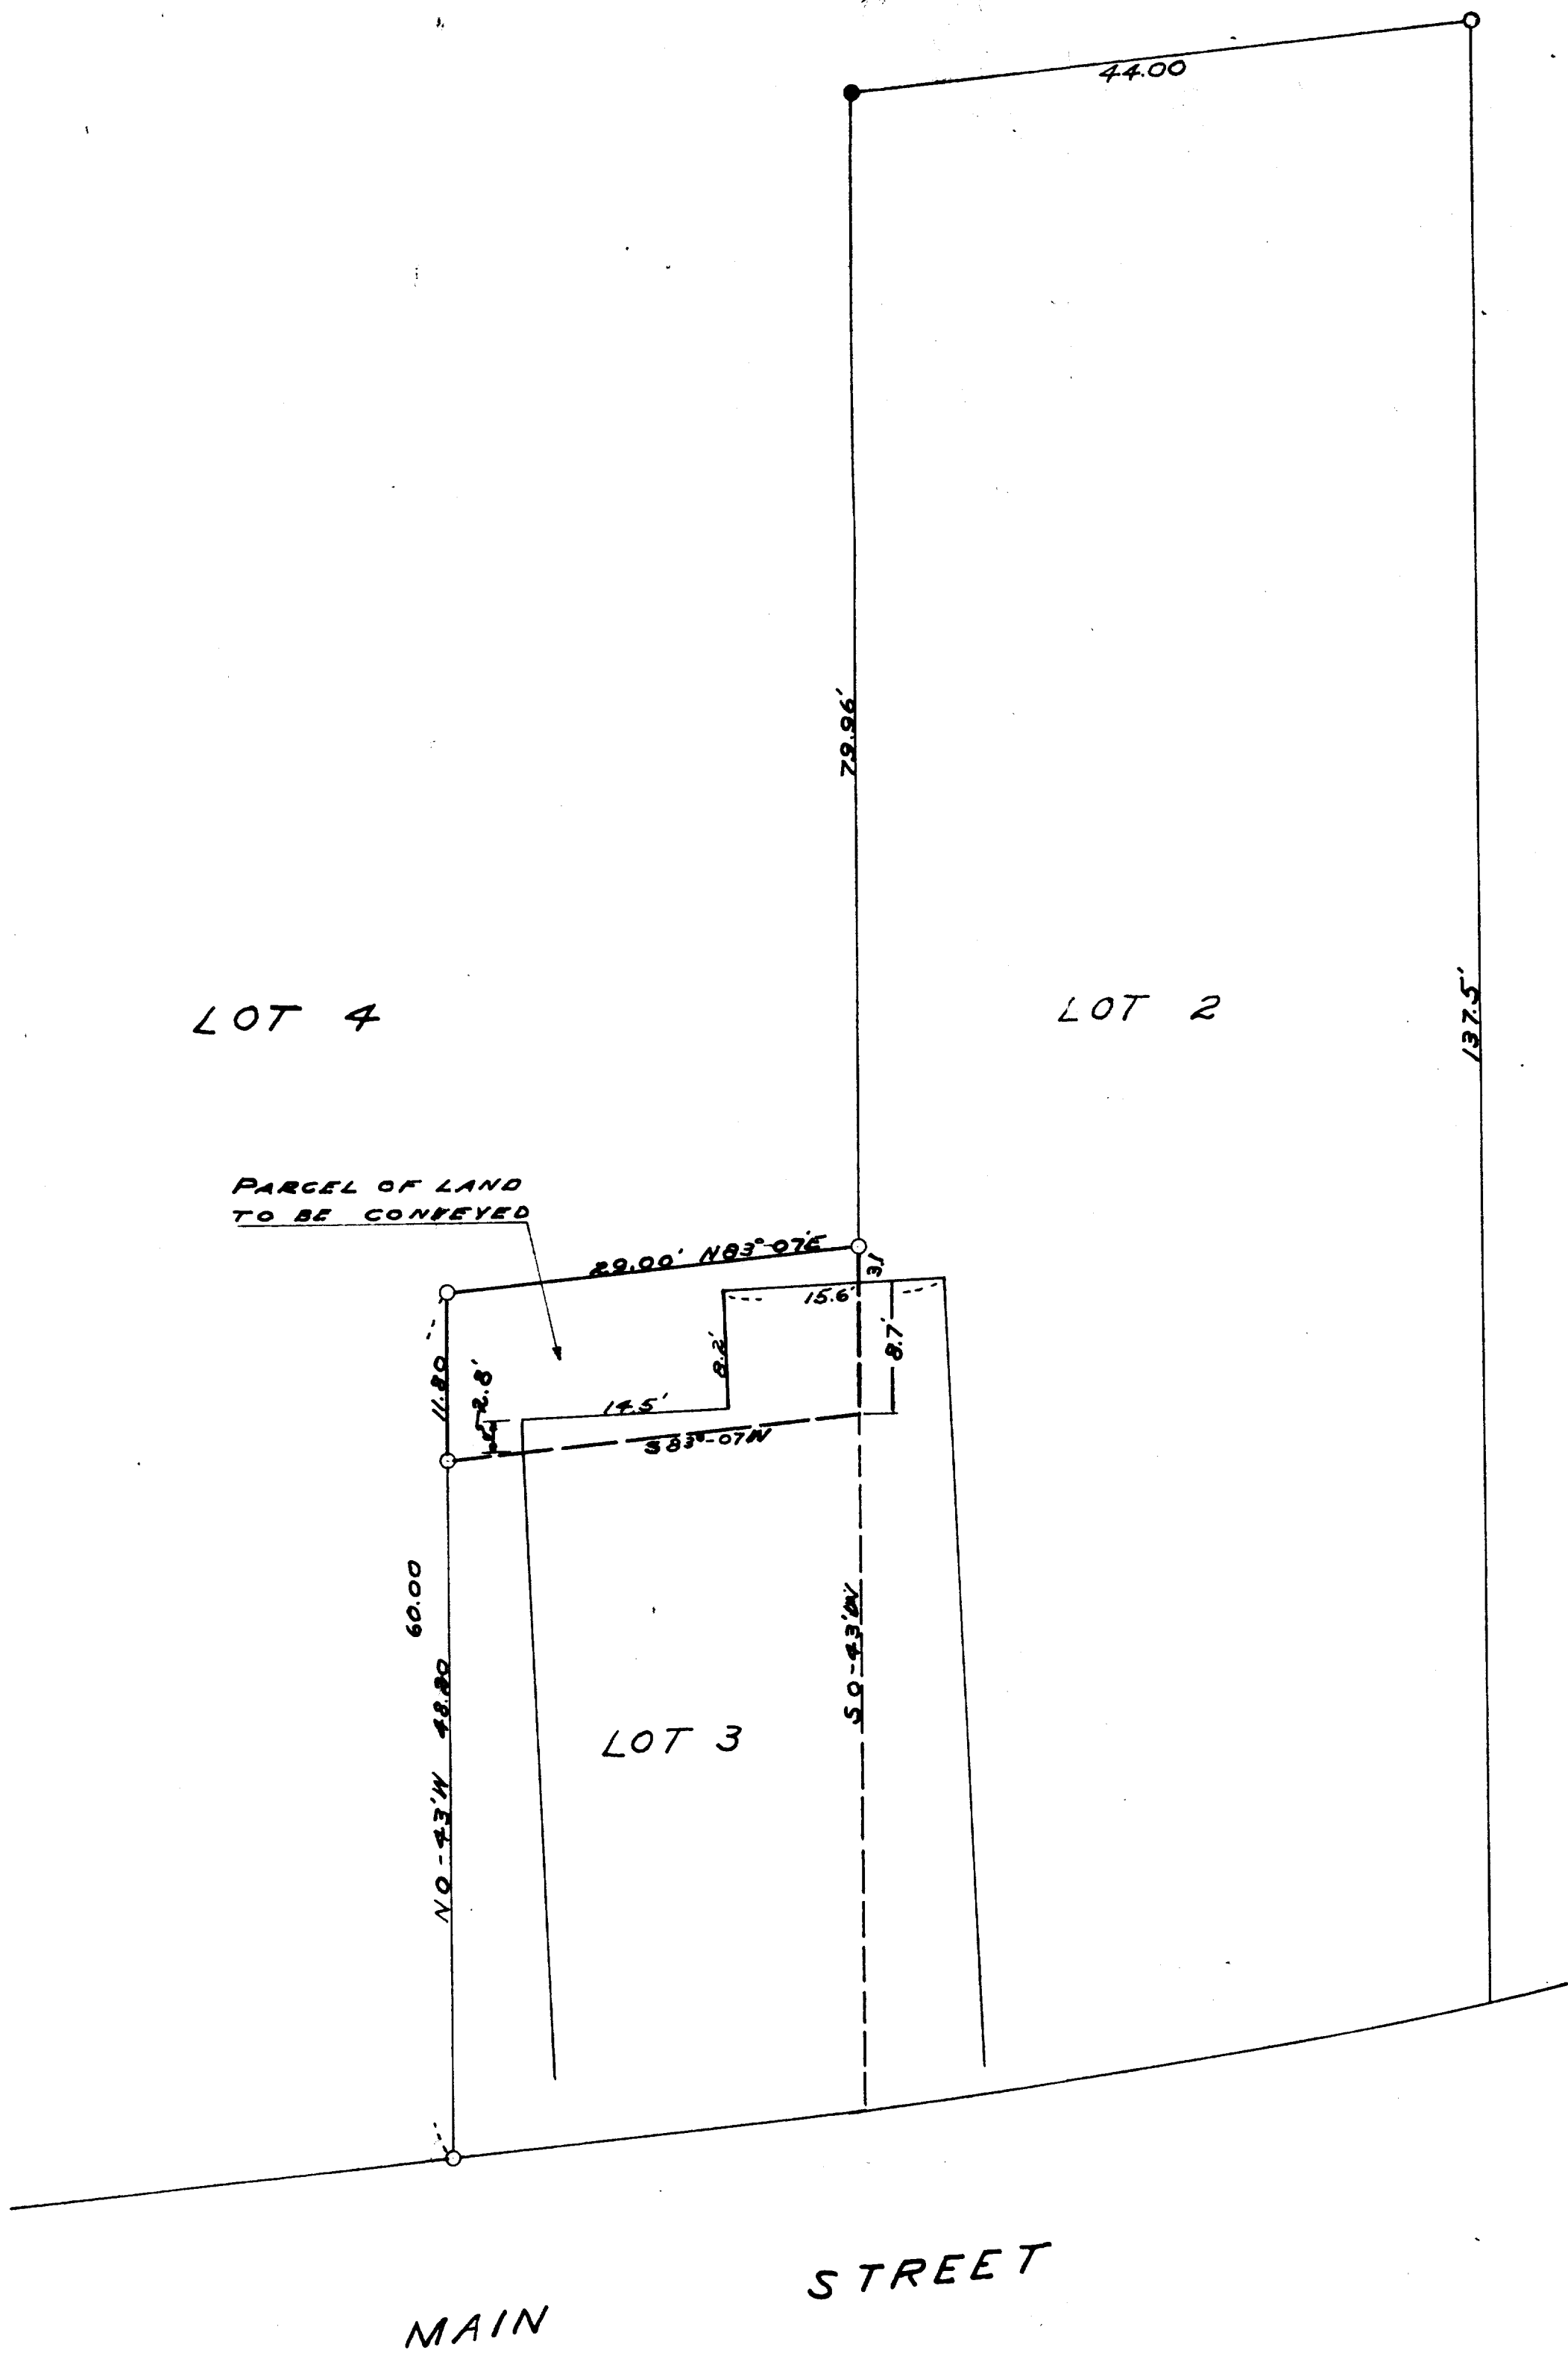 44.00
79.96'
LOT 4
LOT 2
137.5'
PARCEL OF LAND
TO BE CONVEYED
29.00' N83°-07'E
3.1
15.6'
8.7'
8.2'
11.80
2.8'
14.5'
S83°-07'W
60.00
N0-43'W 48.20
LOT 3
STREET
MAIN